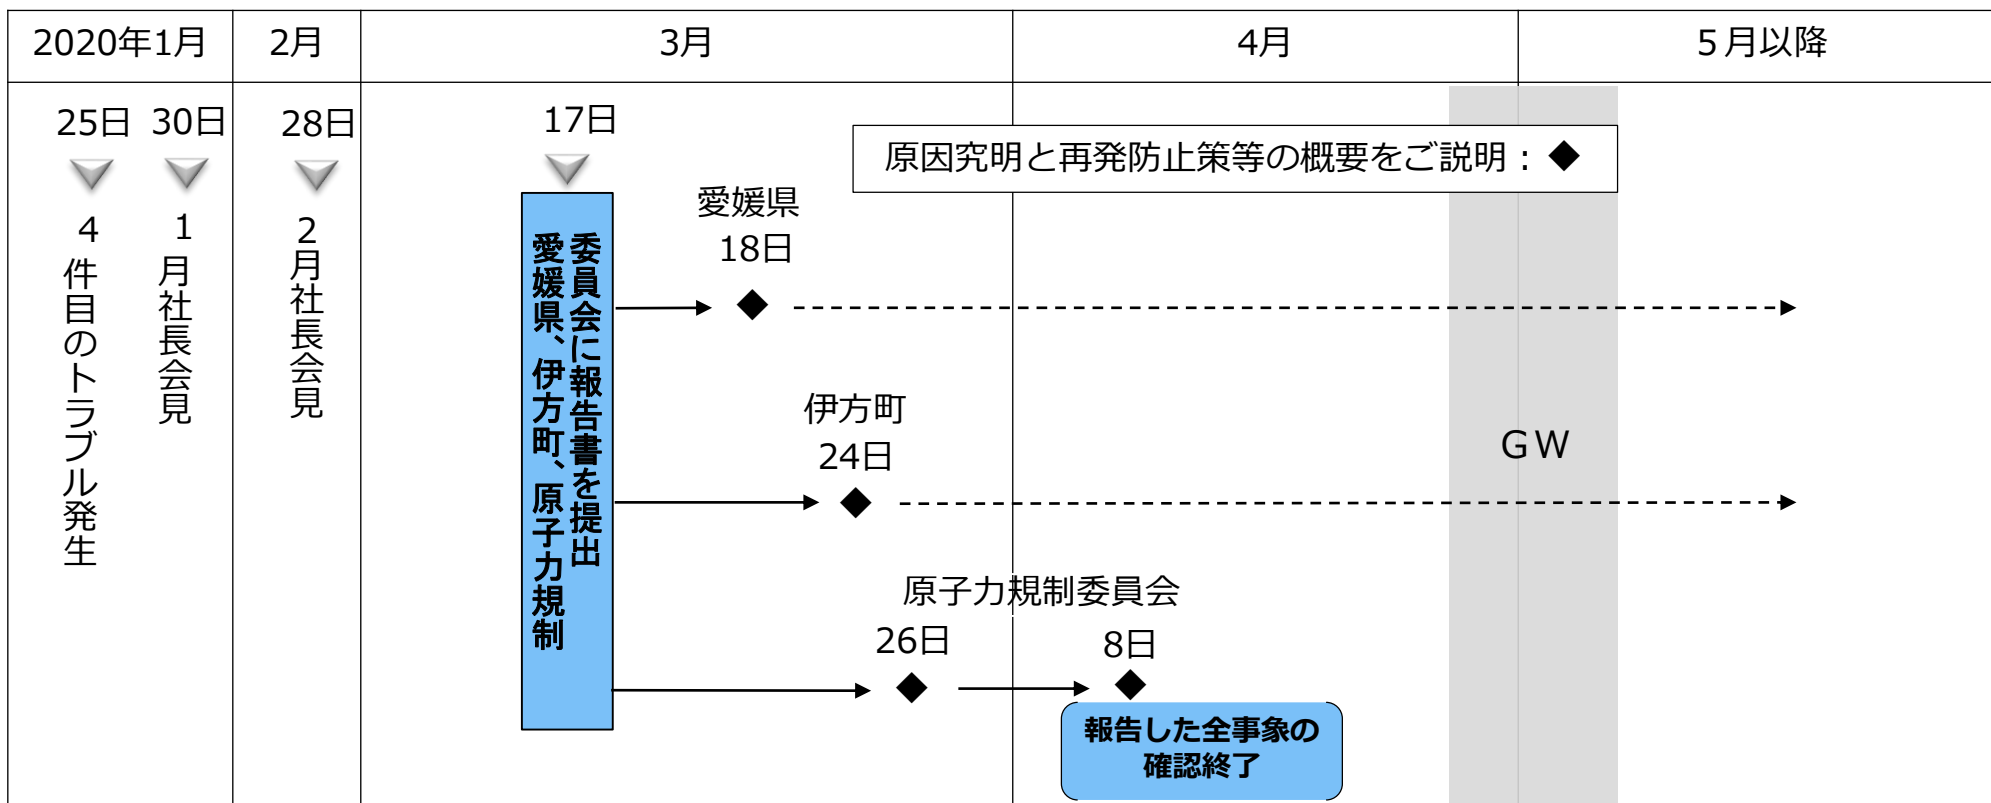 2020年1月
2月
3月
4月
５月以降
25日
30日
28日
17日
原因究明と再発防止策等の概要をご説明：◆
４件目のトラブル発生
１月社長会見
２月社長会見
愛媛県、伊方町、原子力規制
委員会に報告書を提出
愛媛県
18日
伊方町
24日
ＧＷ
原子力規制委員会
26日
8日
報告した全事象の
確認終了